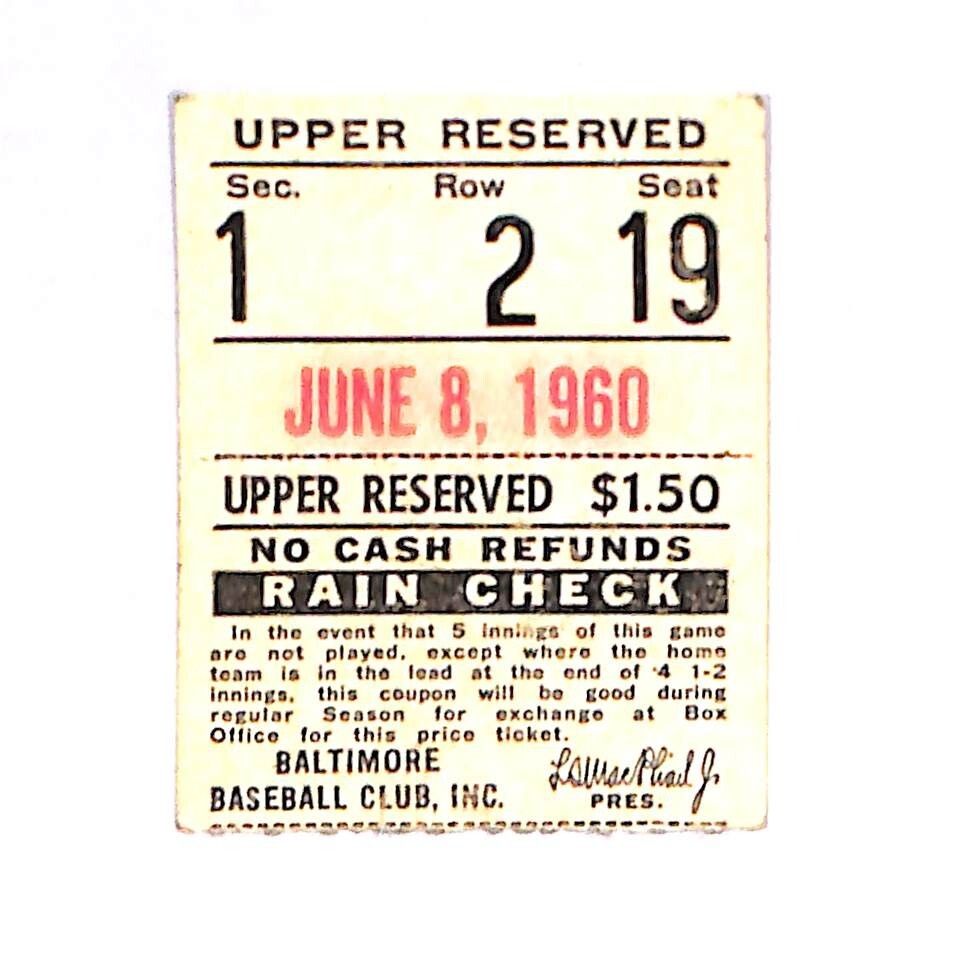 UPPER RESERVED
Sec. Row Seat
1 2 19
JUNE 8, 1960
UPPER RESERVED $1.50
NO CASH REFUNDS
RAIN CHECK
In the event that 5 innings of this game
are not played, except where the home
team is in the lead at the end of 4 1-2
innings, this coupon will be good during
regular Season for exchange at Box
Office for this price ticket.
BALTIMORE
BASEBALL CLUB, INC.
L S MacPhail Jr
PRES.